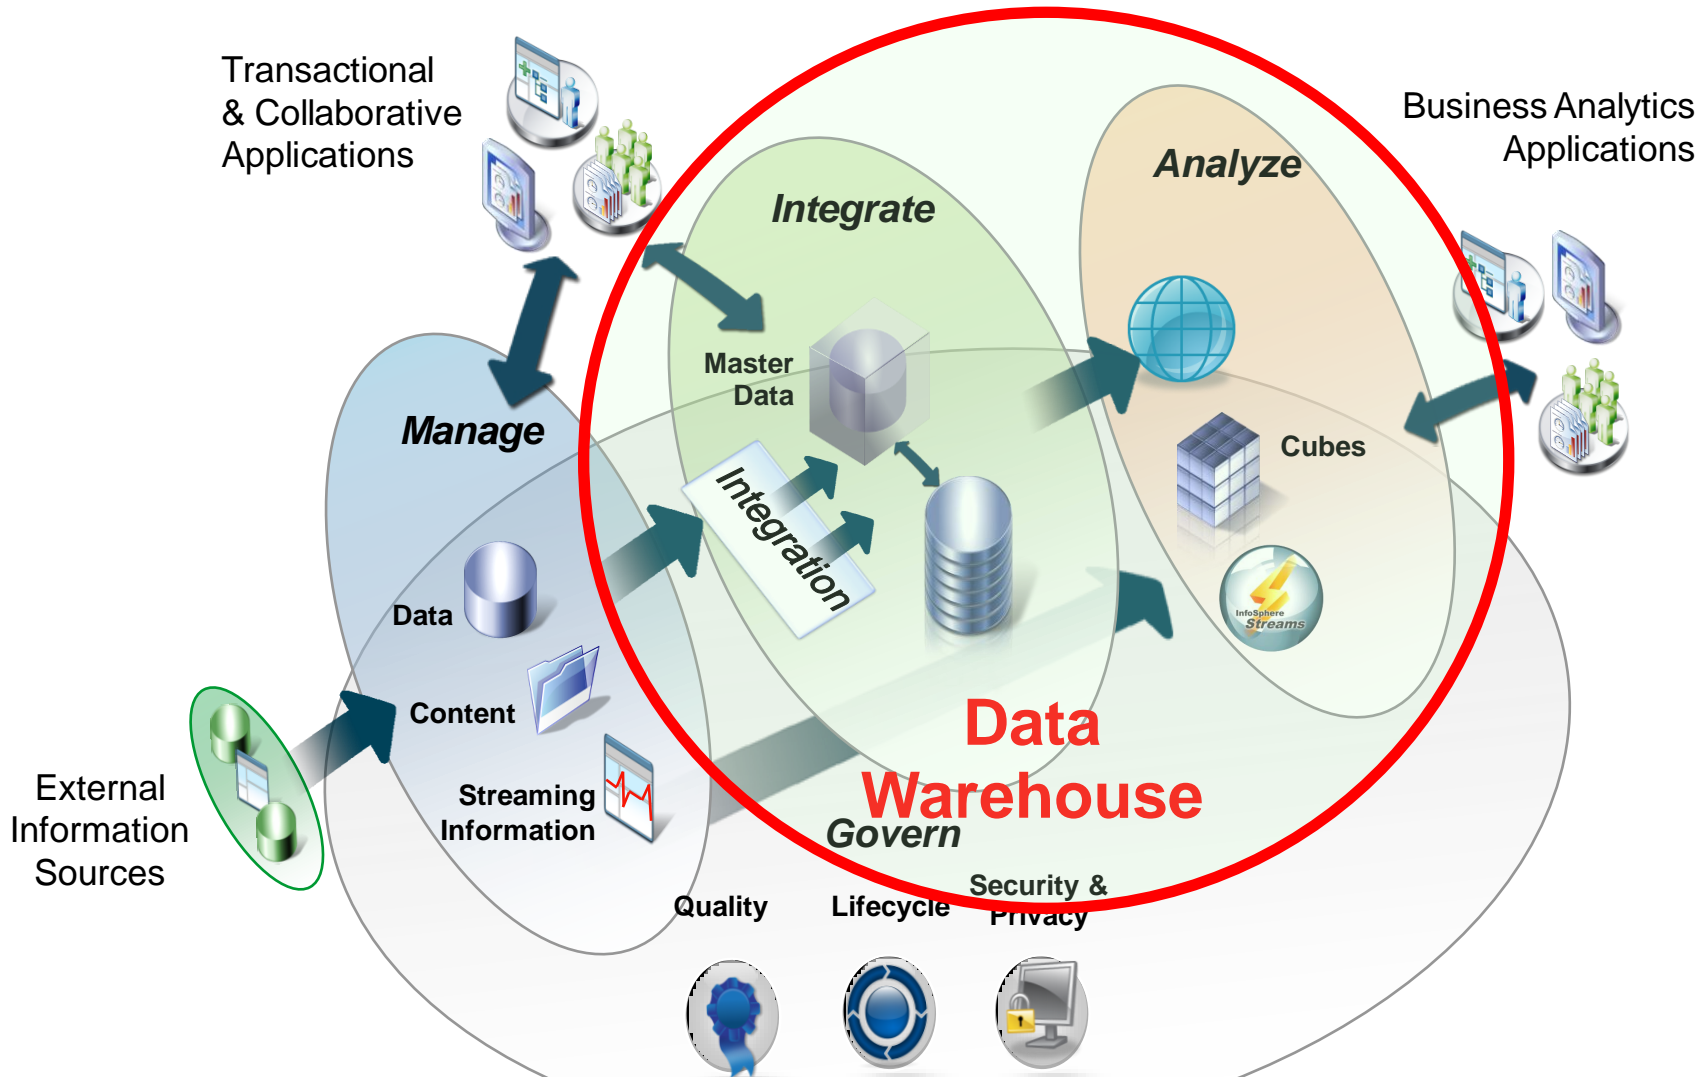 Transactional
& Collaborative
Applications
Business Analytics
Applications
Analyze
Integrate
Master
Data
Manage
Cubes
Integration
InfoSphere
Streams
Data
Content
Streaming
Information
External
Information
Sources
Data
Warehouse
Govern
Quality
Lifecycle
Security &
Privacy